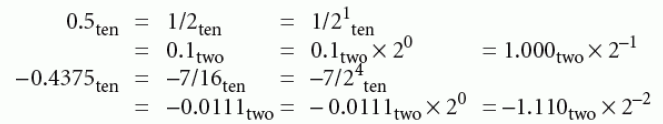 0.5ten = 1/2ten = 1/2^1ten
= 0.1two = 0.1two × 2^0 = 1.000two × 2^−1
−0.4375ten = −7/16ten = −7/2^4ten
= −0.0111two = − 0.0111two × 2^0 = −1.110two × 2^−2